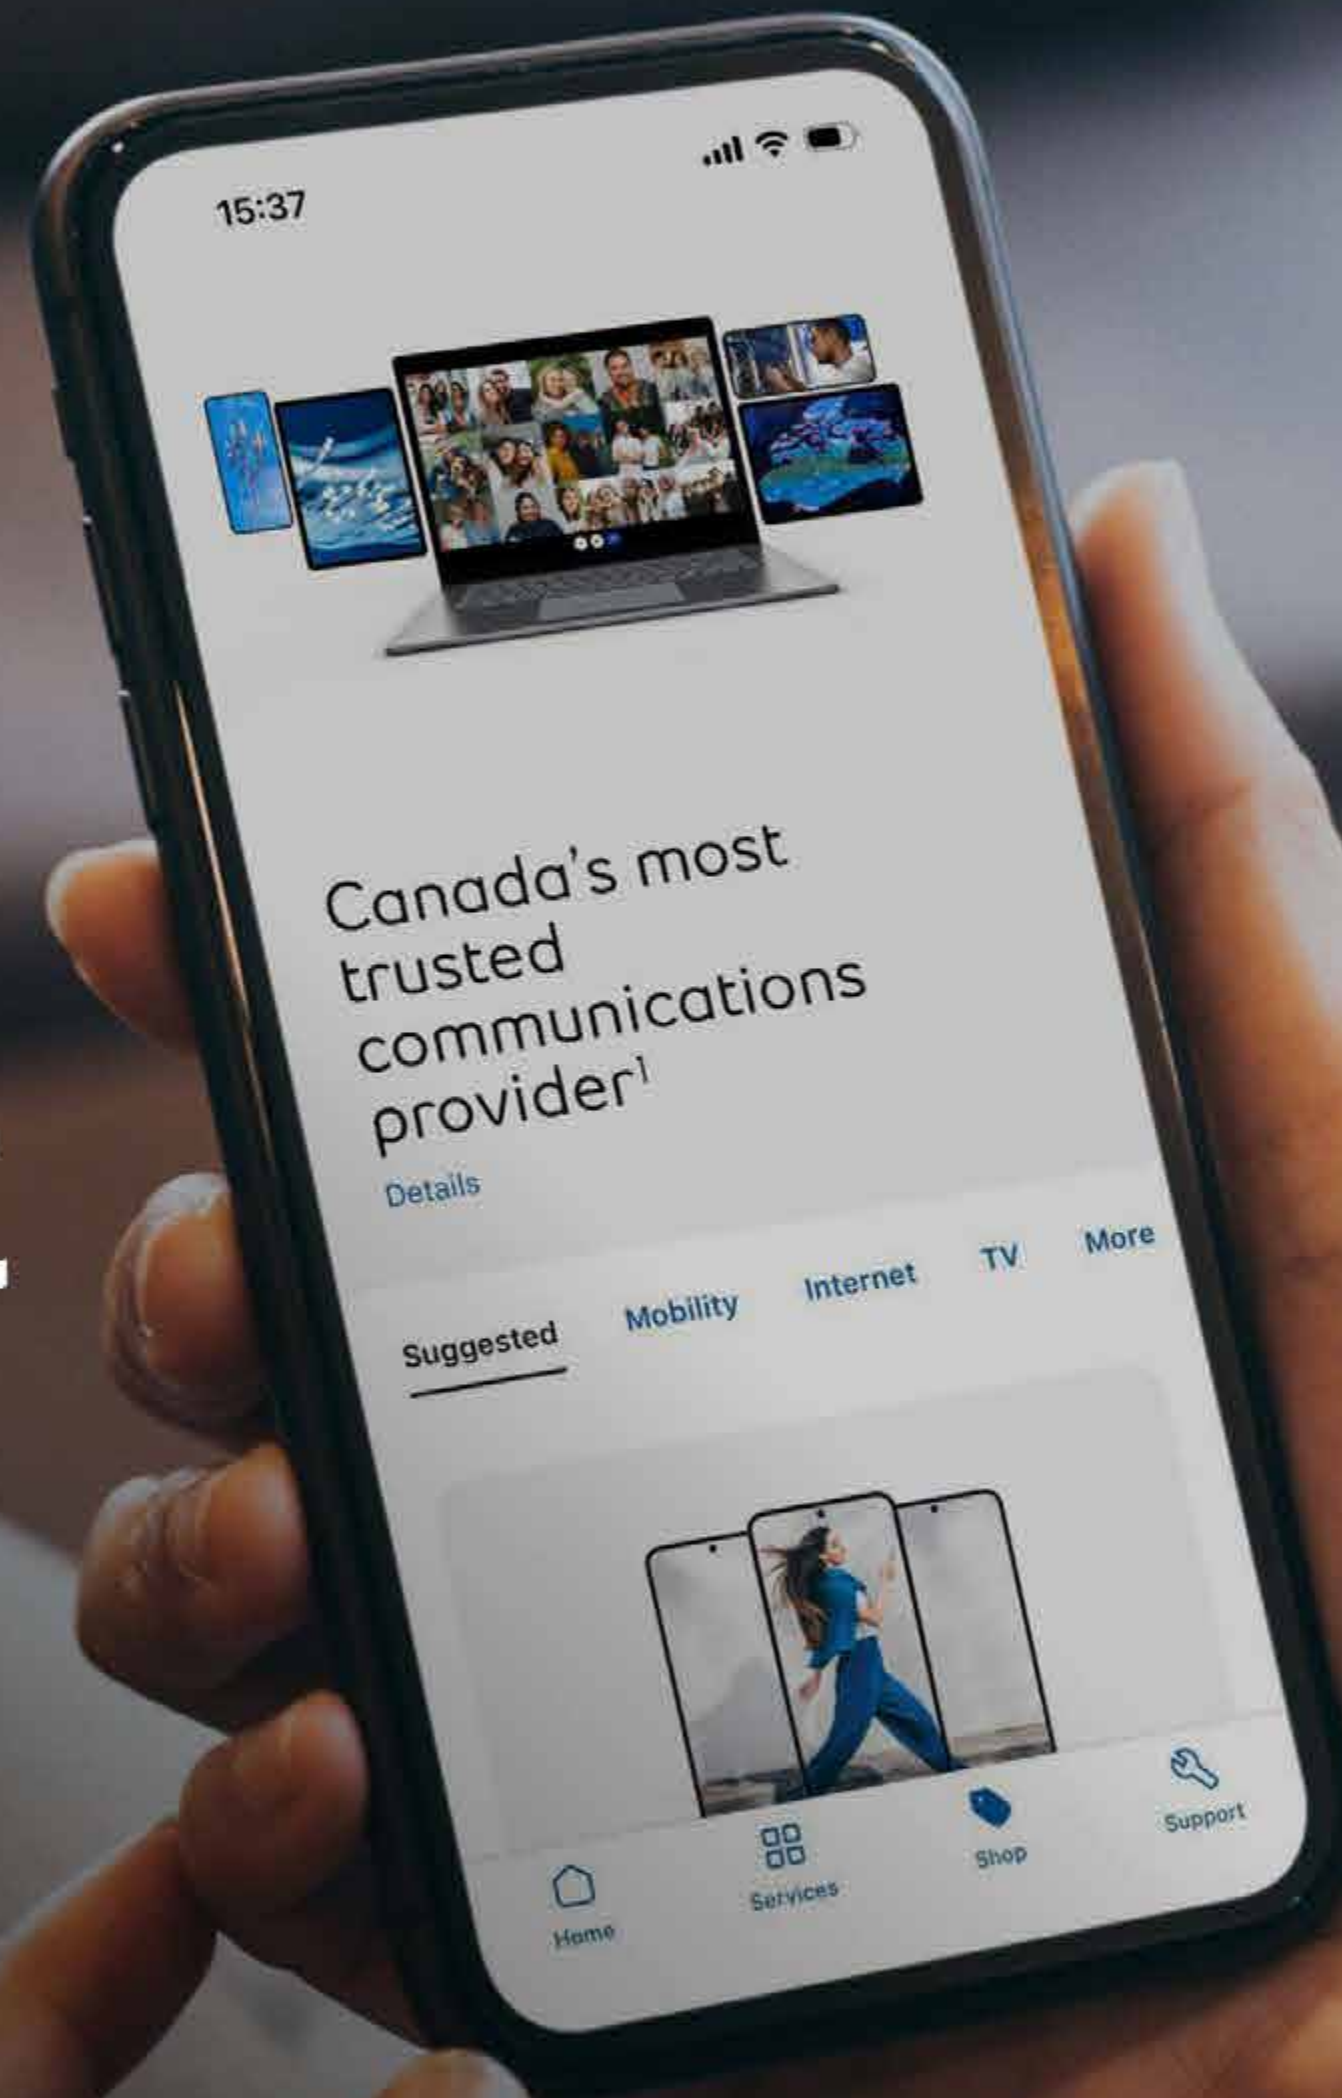 15:37
Canada's most
trusted
communications
provider¹
Details
Suggested Mobility Internet TV More
Home Services Shop Support